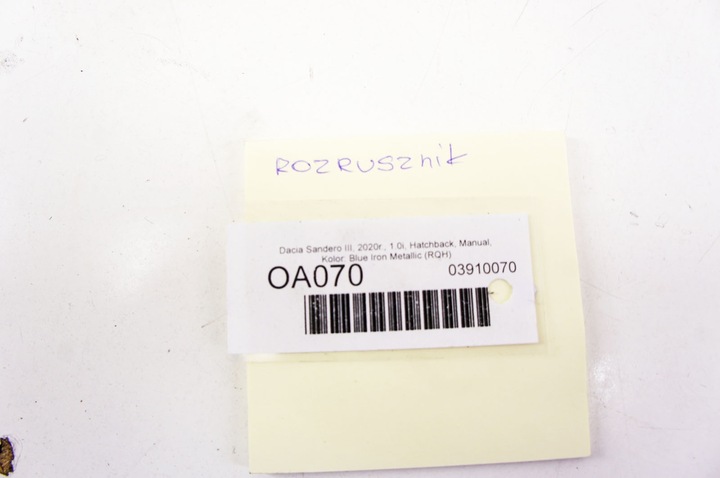 ROZRUSZnik
Dacia Sandero III, 2020r., 1.0i, Hatchback, Manual,
Kolor: Blue Iron Metallic (RQH)
OA070
03910070